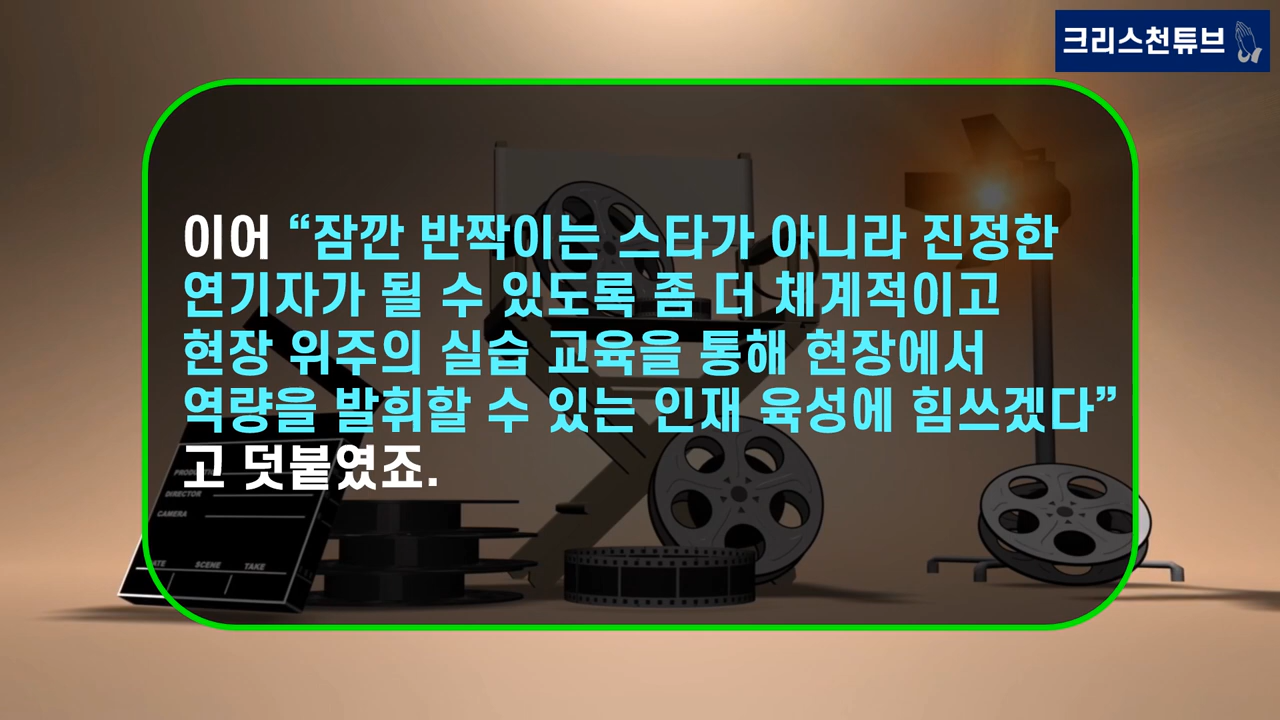 크리스천튜브
이어 “잠깐 반짝이는 스타가 아니라 진정한
연기자가 될 수 있도록 좀 더 체계적이고
현장 위주의 실습 교육을 통해 현장에서
역량을 발휘할 수 있는 인재 육성에 힘쓰겠다”
고 덧붙였죠.
DIRECTOR
CAMERA
SCENE
TAKE